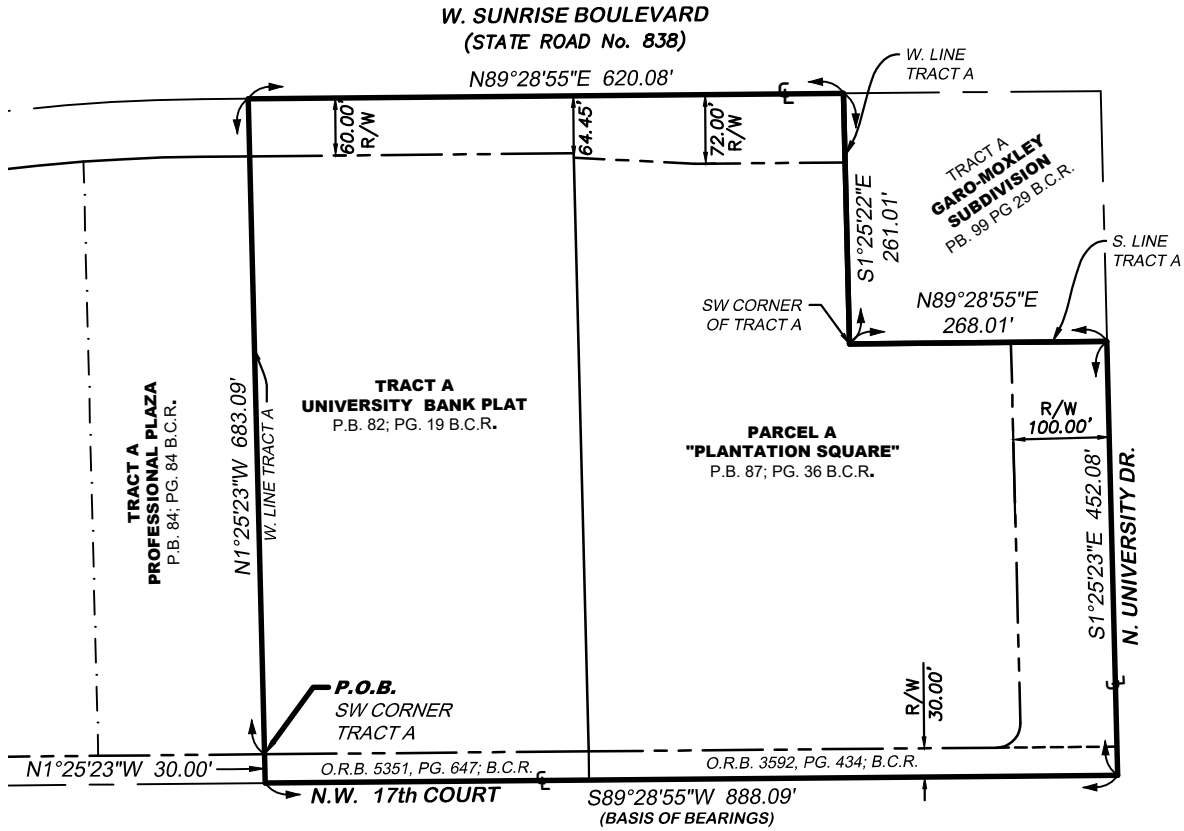 W. SUNRISE BOULEVARD
(STATE ROAD No. 838)
N89°28'55"E 620.08'
℄
W. LINE
TRACT A
60.00'
R/W
64.45'
72.00'
R/W
TRACT A
GARO-MOXLEY
SUBDIVISION
PB. 99 PG 29 B.C.R.
S1°25'22"E
261.01'
S. LINE
TRACT A
SW CORNER
OF TRACT A
N89°28'55"E
268.01'
TRACT A
PROFESSIONAL PLAZA
P.B. 84; PG. 84 B.C.R.
N1°25'23"W 683.09'
W. LINE TRACT A
TRACT A
UNIVERSITY BANK PLAT
P.B. 82; PG. 19 B.C.R.
PARCEL A
"PLANTATION SQUARE"
P.B. 87; PG. 36 B.C.R.
R/W
100.00'
S1°25'23"E 452.08'
N. UNIVERSITY DR.
℄
P.O.B.
SW CORNER
TRACT A
R/W
30.00'
N1°25'23"W 30.00'
O.R.B. 5351, PG. 647; B.C.R.
O.R.B. 3592, PG. 434; B.C.R.
N.W. 17th COURT
℄
S89°28'55"W 888.09'
(BASIS OF BEARINGS)